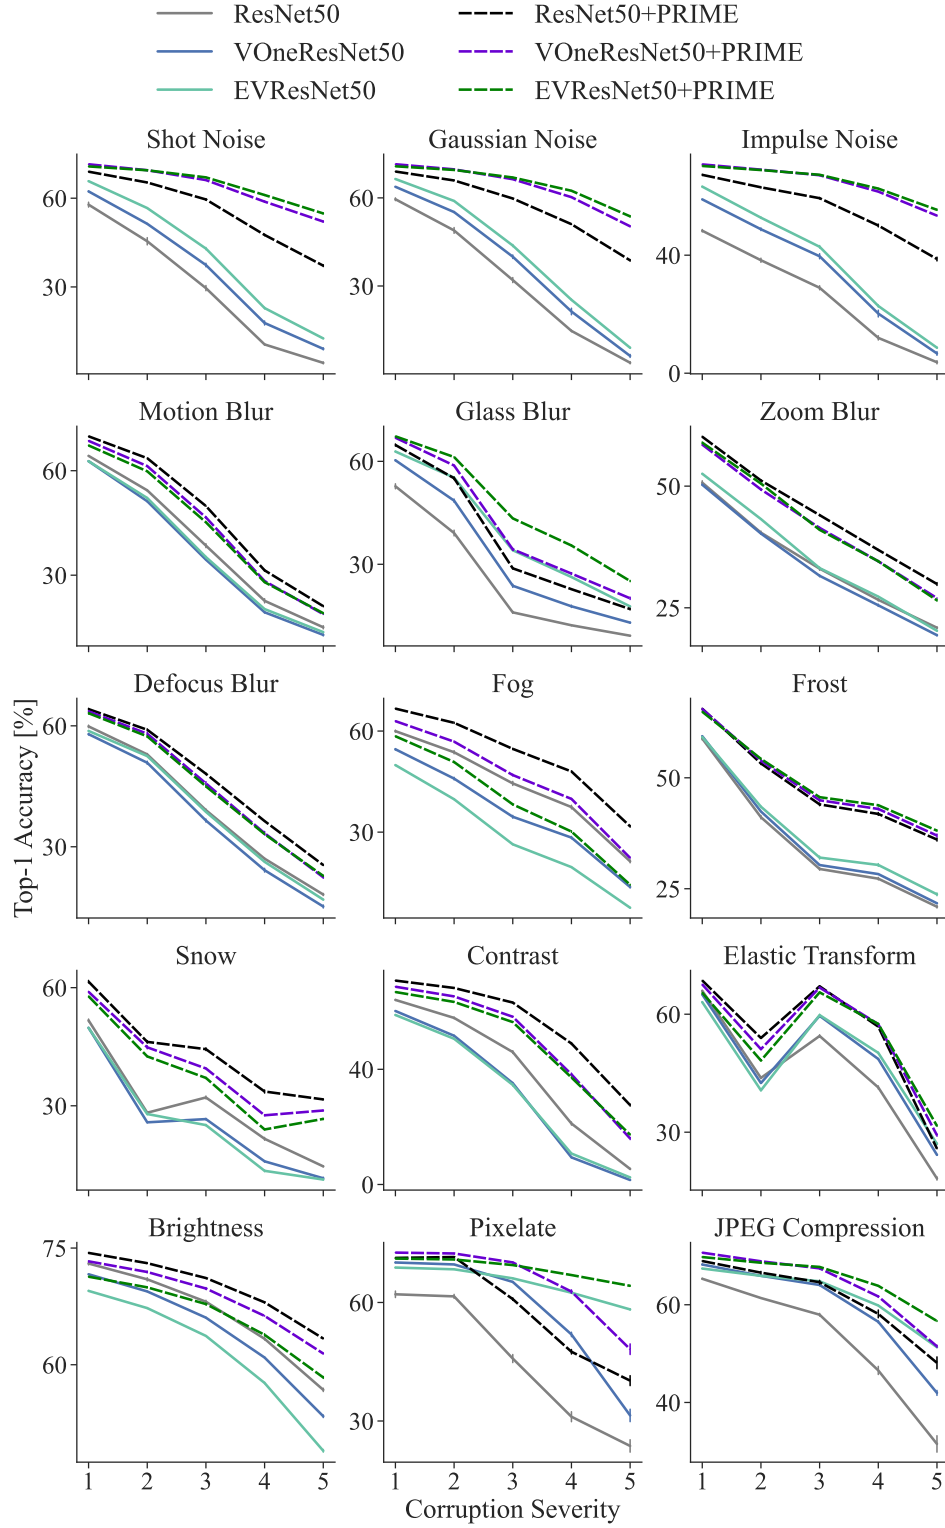 ResNet50 ResNet50+PRIME
VOneResNet50 VOneResNet50+PRIME
EVResNet50 EVResNet50+PRIME
Shot Noise Gaussian Noise Impulse Noise
60 60
40
30 30
0
Motion Blur Glass Blur Zoom Blur
60 60 50
30 30
25
Defocus Blur Fog Frost
60 60
50
30 30
25
Top-1 Accuracy [%]
Snow Contrast Elastic Transform
60 60
40
30 30
0
Brightness Pixelate JPEG Compression
75
60 60 60
40
30
1 2 3 4 5 1 2 3 4 5 1 2 3 4 5
Corruption Severity